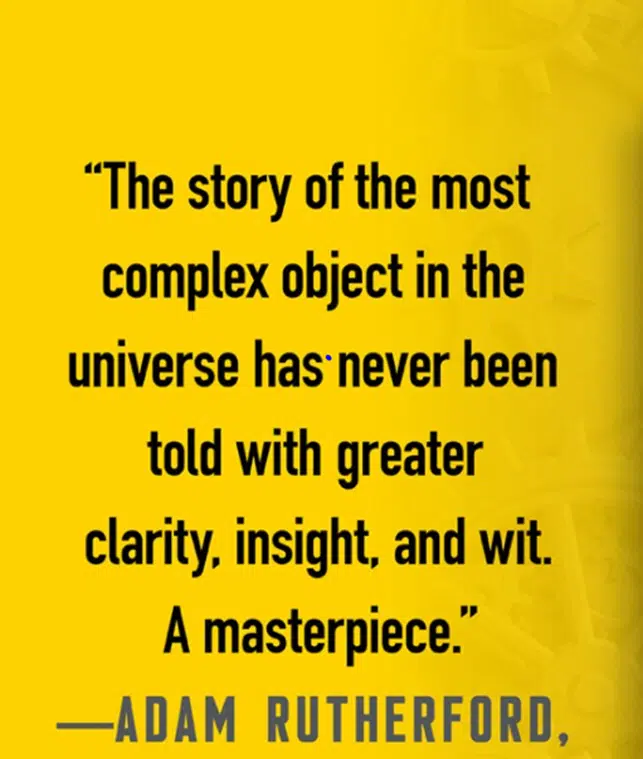 “The story of the most
complex object in the
universe has never been
told with greater
clarity, insight, and wit.
A masterpiece.”
—ADAM RUTHERFORD,